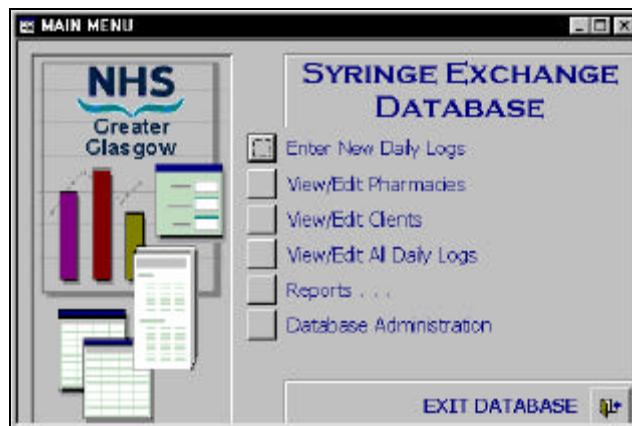 MAIN MENU
NHS
Greater
Glasgow
SYRINGE EXCHANGE
DATABASE
Enter New Daily Logs
View/Edit Pharmacies
View/Edit Clients
View/Edit All Daily Logs
Reports . . .
Database Administration
EXIT DATABASE